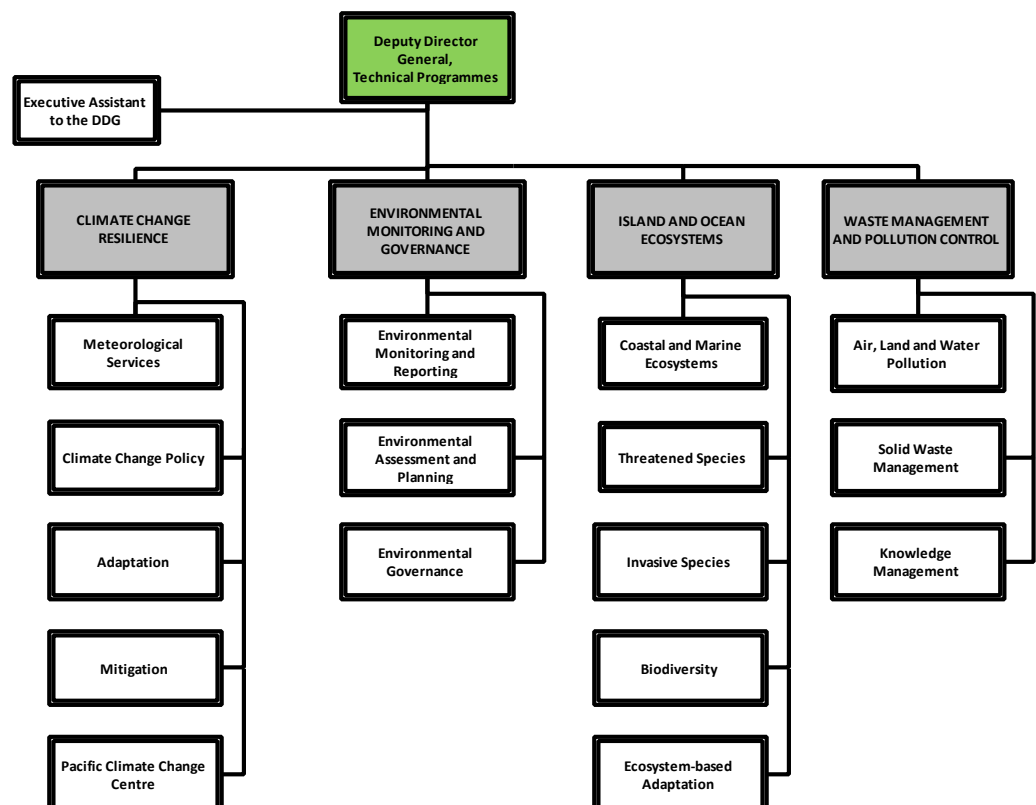 Deputy Director
General,
Technical Programmes
Executive Assistant
to the DDG
CLIMATE CHANGE
RESILIENCE
ENVIRONMENTAL
MONITORING AND
GOVERNANCE
ISLAND AND OCEAN
ECOSYSTEMS
WASTE MANAGEMENT
AND POLLUTION CONTROL
Meteorological
Services
Climate Change Policy
Adaptation
Mitigation
Pacific Climate Change
Centre
Environmental
Monitoring and
Reporting
Environmental
Assessment and
Planning
Environmental
Governance
Coastal and Marine
Ecosystems
Threatened Species
Invasive Species
Biodiversity
Ecosystem-based
Adaptation
Air, Land and Water
Pollution
Solid Waste
Management
Knowledge
Management